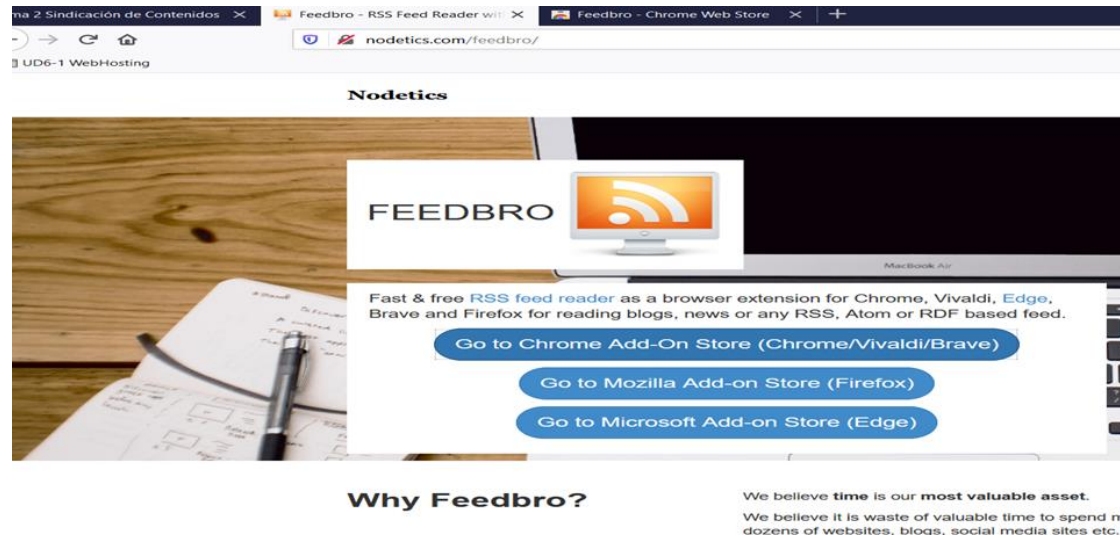 ma 2 Sindicación de Contenidos
Feedbro - RSS Feed Reader wit
Feedbro - Chrome Web Store
nodetics.com/feedbro/
UD6-1 WebHosting
Nodetics
MacBook Air
FEEDBRO
Fast & free RSS feed reader as a browser extension for Chrome, Vivaldi, Edge,
Brave and Firefox for reading blogs, news or any RSS, Atom or RDF based feed.
Go to Chrome Add-On Store (Chrome/Vivaldi/Brave)
Go to Mozilla Add-on Store (Firefox)
Go to Microsoft Add-on Store (Edge)
Why Feedbro?
We believe time is our most valuable asset.
We believe it is waste of valuable time to spend
dozens of websites, blogs, social media sites etc.